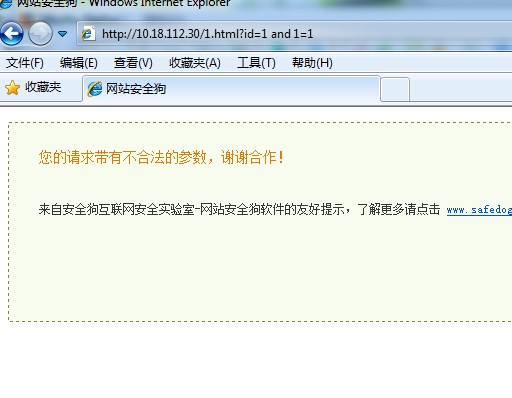 网站安全狗 - Windows Internet Explorer
http://10.18.112.30/1.html?id=1 and 1=1
文件(F) 编辑(E) 查看(V) 收藏夹(A) 工具(T) 帮助(H)
收藏夹 网站安全狗
您的请求带有不合法的参数，谢谢合作！
来自安全狗互联网安全实验室-网站安全狗软件的友好提示，了解更多请点击 www.safedog